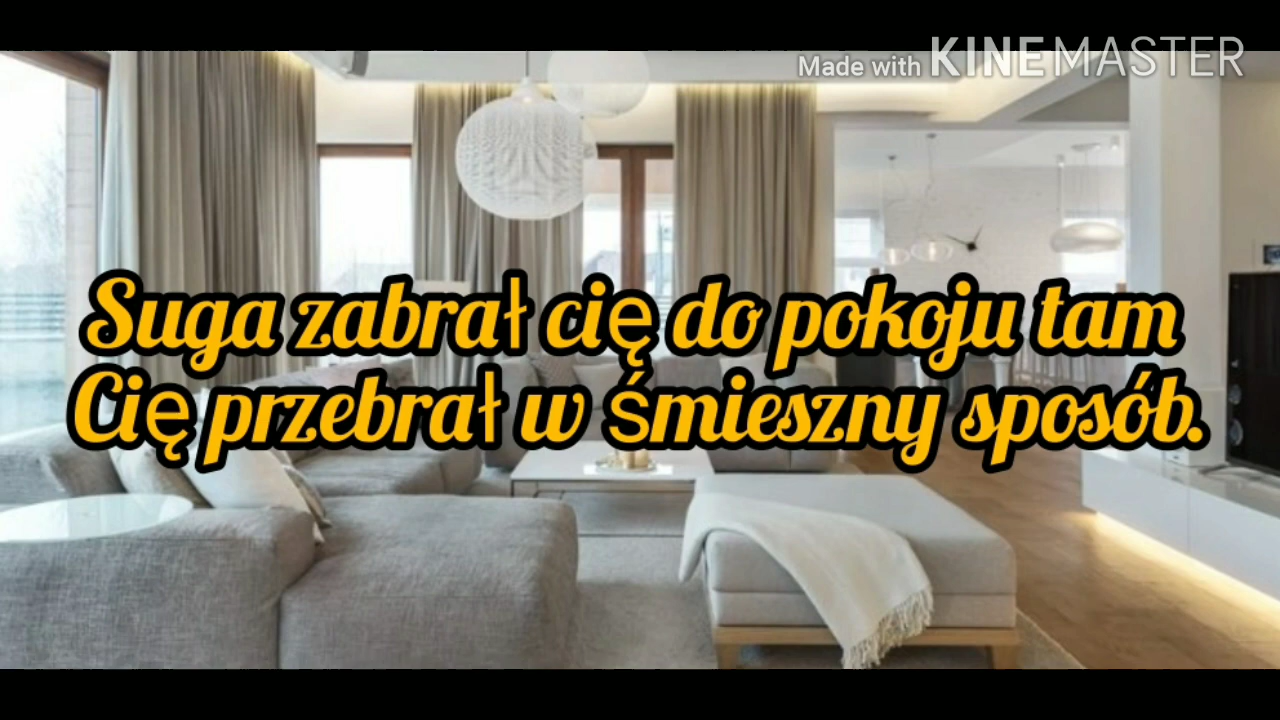 Made with KINEMASTER
Suga zabrał cię do pokoju tam
Cię przebrał w śmieszny sposób.